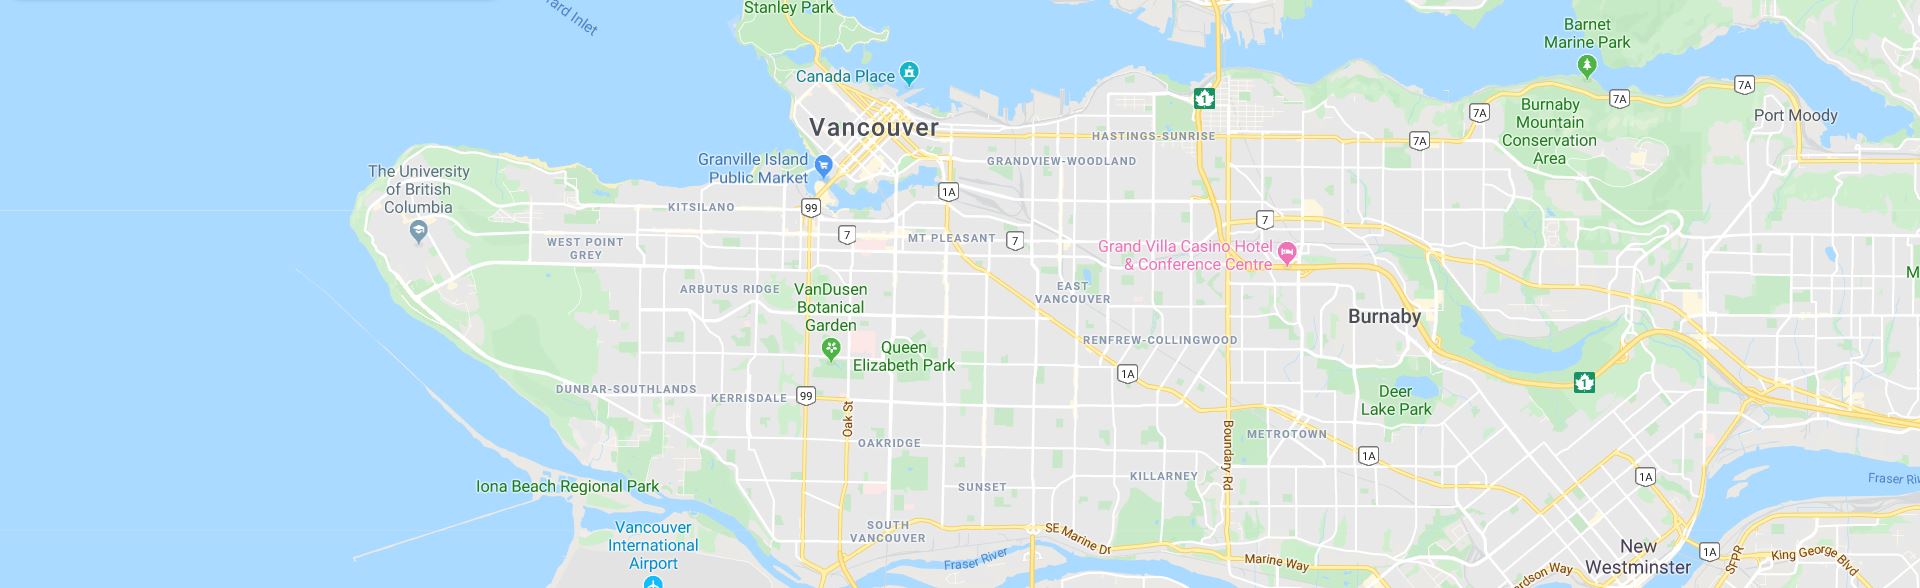 Stanley Park
Barnet
Marine Park
Canada Place
1
7A
7A
7A
Burnaby
Mountain
Conservation
Area
Port Moody
Vancouver
HASTINGS-SUNRISE
7A
Granville Island
Public Market
GRANDVIEW-WOODLAND
The University
of British
Columbia
1A
KITSILANO
99
7
WEST POINT
GREY
7
MT PLEASANT
7
Grand Villa Casino Hotel
& Conference Centre
M
ARBUTUS RIDGE
VanDusen
Botanical
Garden
EAST
VANCOUVER
Burnaby
Queen
Elizabeth Park
RENFREW-COLLINGWOOD
1A
1
DUNBAR-SOUTHLANDS
KERRISDALE
99
Deer
Lake Park
Oak St
OAKRIDGE
Boundary Rd
METROTOWN
1A
Iona Beach Regional Park
SUNSET
KILLARNEY
1A
Fraser Riv
Vancouver
International
Airport
SOUTH
VANCOUVER
SE Marine Dr
Fraser River
Marine Way
New
Westminster
1A
SFPR
King George Blvd
rdson Way
rard Inlet